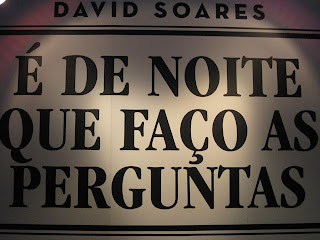 DAVID SOARES
É DE NOITE
QUE FAÇO AS
PERGUNTAS